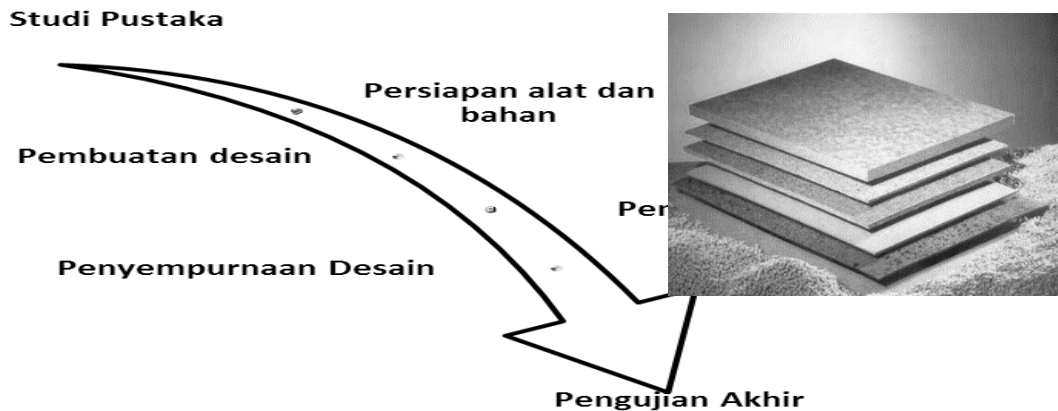 Studi Pustaka
Persiapan alat dan
bahan
Pembuatan desain
Penyempurnaan Desain
Pengujian Akhir